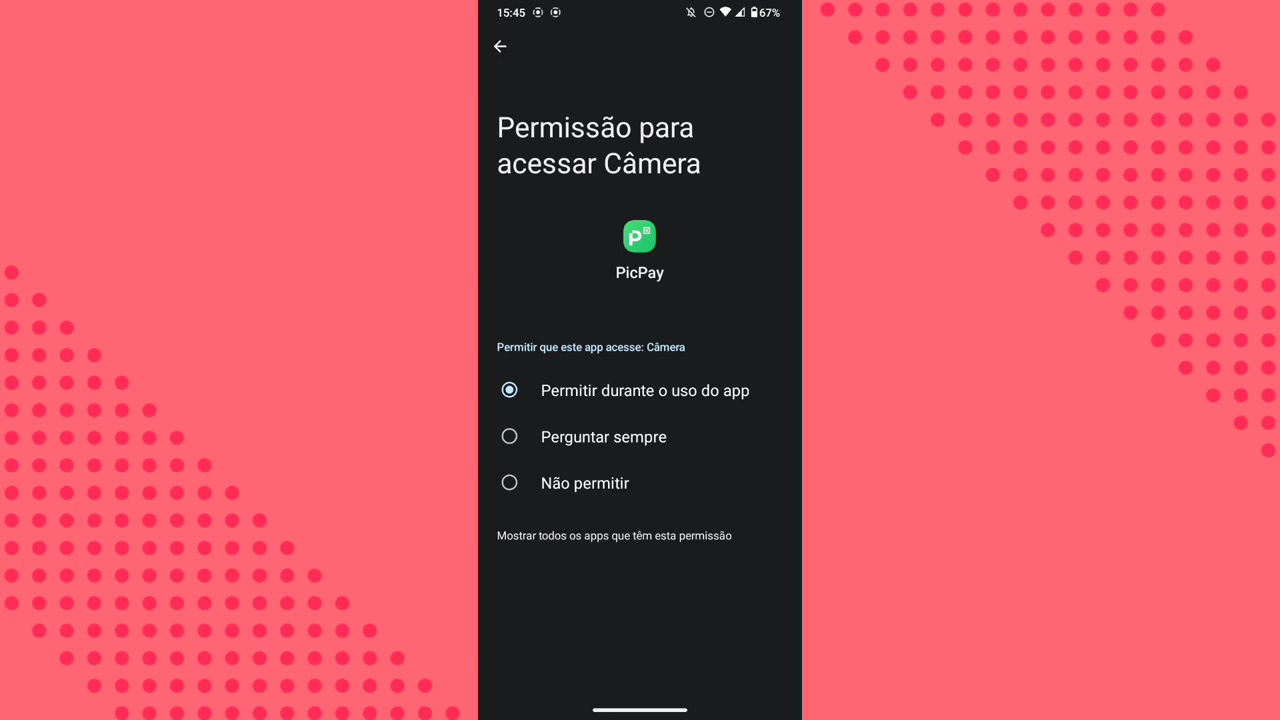 15:45 67%
Permissão para
acessar Câmera
P
PicPay
Permitir que este app acesse: Câmera
Permitir durante o uso do app
Perguntar sempre
Não permitir
Mostrar todos os apps que têm esta permissão